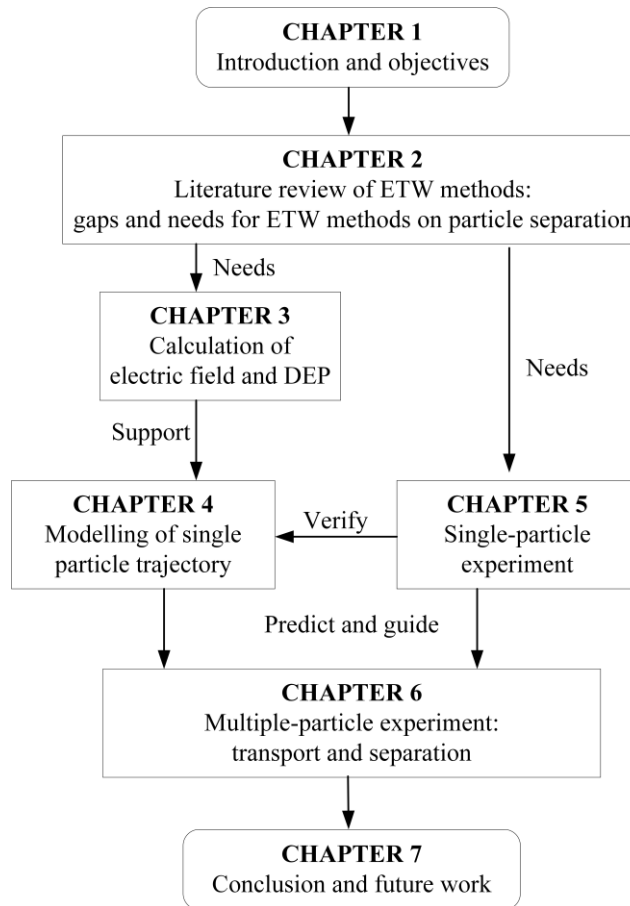 CHAPTER 1
Introduction and objectives
CHAPTER 2
Literature review of ETW methods:
gaps and needs for ETW methods on particle separation
Needs
CHAPTER 3
Calculation of
electric field and DEP
Needs
Support
CHAPTER 4
Modelling of single
particle trajectory
Verify
CHAPTER 5
Single-particle
experiment
Predict and guide
CHAPTER 6
Multiple-particle experiment:
transport and separation
CHAPTER 7
Conclusion and future work